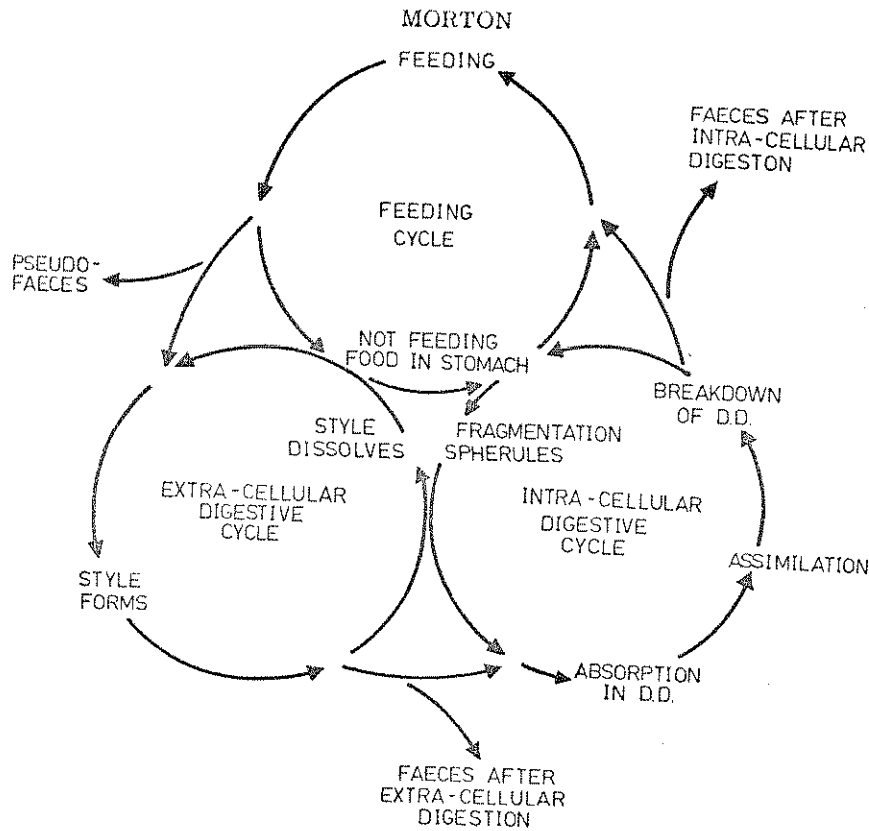 MORTON
FEEDING
FAECES AFTER
INTRA-CELLULAR
DIGESTON
FEEDING
CYCLE
PSEUDO-
FAECES
NOT FEEDING
FOOD IN STOMACH
BREAKDOWN
OF D.D.
STYLE
DISSOLVES
FRAGMENTATION
SPHERULES
EXTRA-CELLULAR
DIGESTIVE
CYCLE
INTRA-CELLULAR
DIGESTIVE
CYCLE
ASSIMILATION
STYLE
FORMS
ABSORPTION
IN D.D.
FAECES AFTER
EXTRA-CELLULAR
DIGESTION